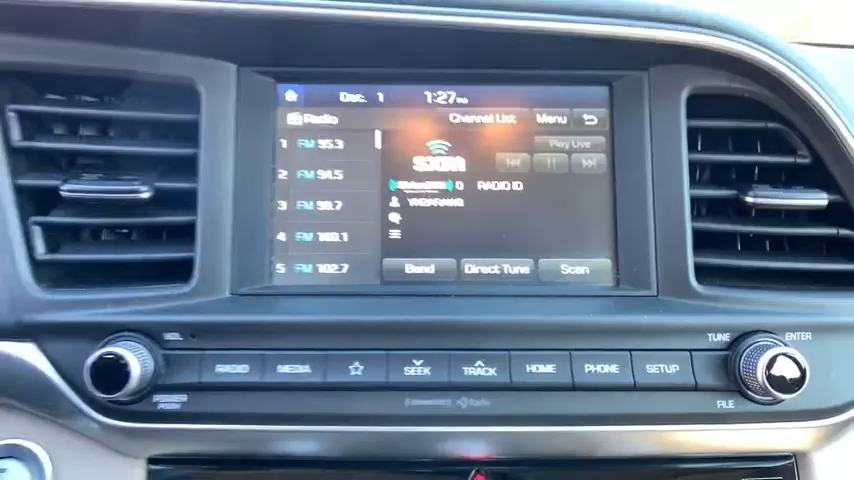 Dec. 1 1:27 PM
Radio Channel List Menu
1 FM 95.3
2 FM 94.5
3 FM 98.7
4 FM 100.1
5 FM 102.7
Play Live
SXM
0 RADIO ID
Band Direct Tune Scan
VOL
TUNE ENTER
RADIO MEDIA SEEK TRACK HOME PHONE SETUP
POWER
PUSH
FILE